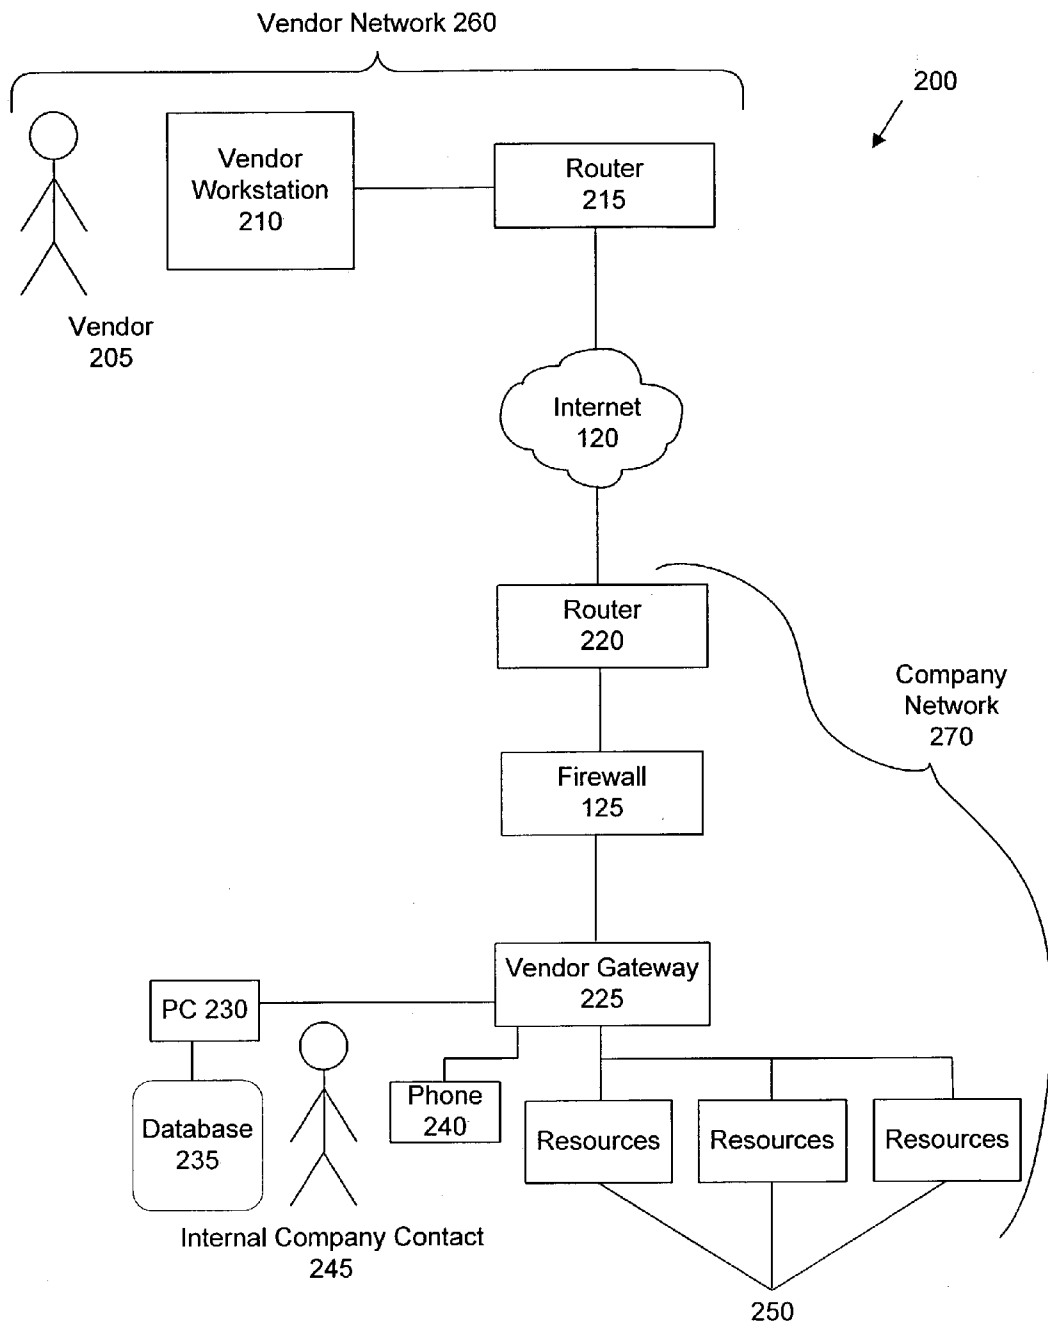 Vendor Network 260
200
Vendor
Workstation
210
Router
215
Vendor
205
Internet
120
Router
220
Company
Network
270
Firewall
125
Vendor Gateway
225
PC 230
Phone
240
Database
235
Resources
Resources
Resources
Internal Company Contact
245
250